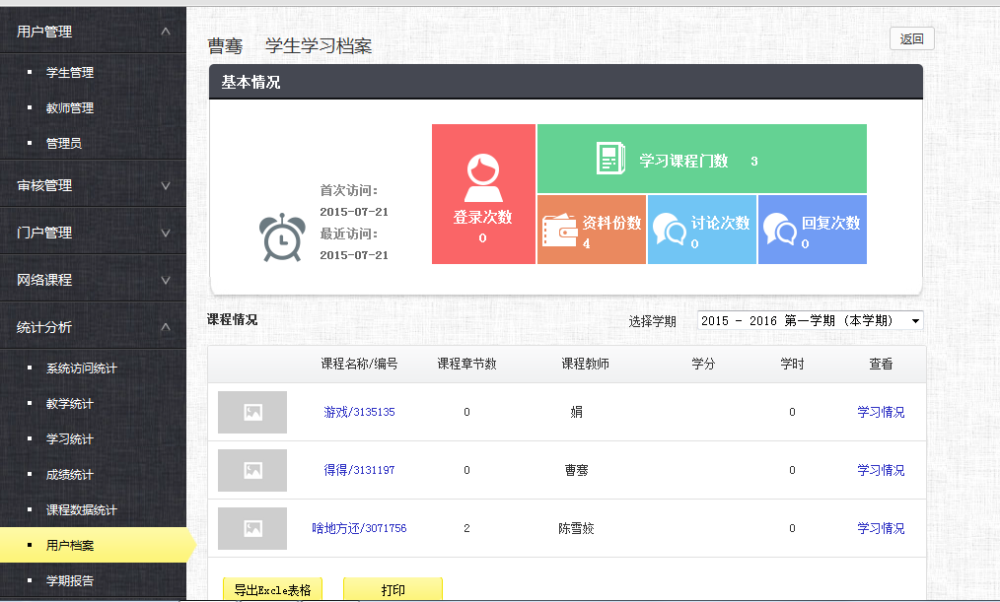 用户管理
学生管理
教师管理
管理员
审核管理
门户管理
网络课程
统计分析
系统访问统计
教学统计
学习统计
成绩统计
课程数据统计
用户档案
学期报告
曹骞 学生学习档案
返回
基本情况
首次访问:
2015-07-21
最近访问:
2015-07-21
登录次数
0
学习课程门数 3
资料份数
4
讨论次数
0
回复次数
0
课程情况
选择学期 2015 - 2016 第一学期 (本学期)
课程名称/编号 课程章节数 课程教师 学分 学时 查看
游戏/3135135 0 娟 0 学习情况
得得/3131197 0 曹骞 0 学习情况
啥地方还/3071756 2 陈雪姣 0 学习情况
导出Excle表格 打印